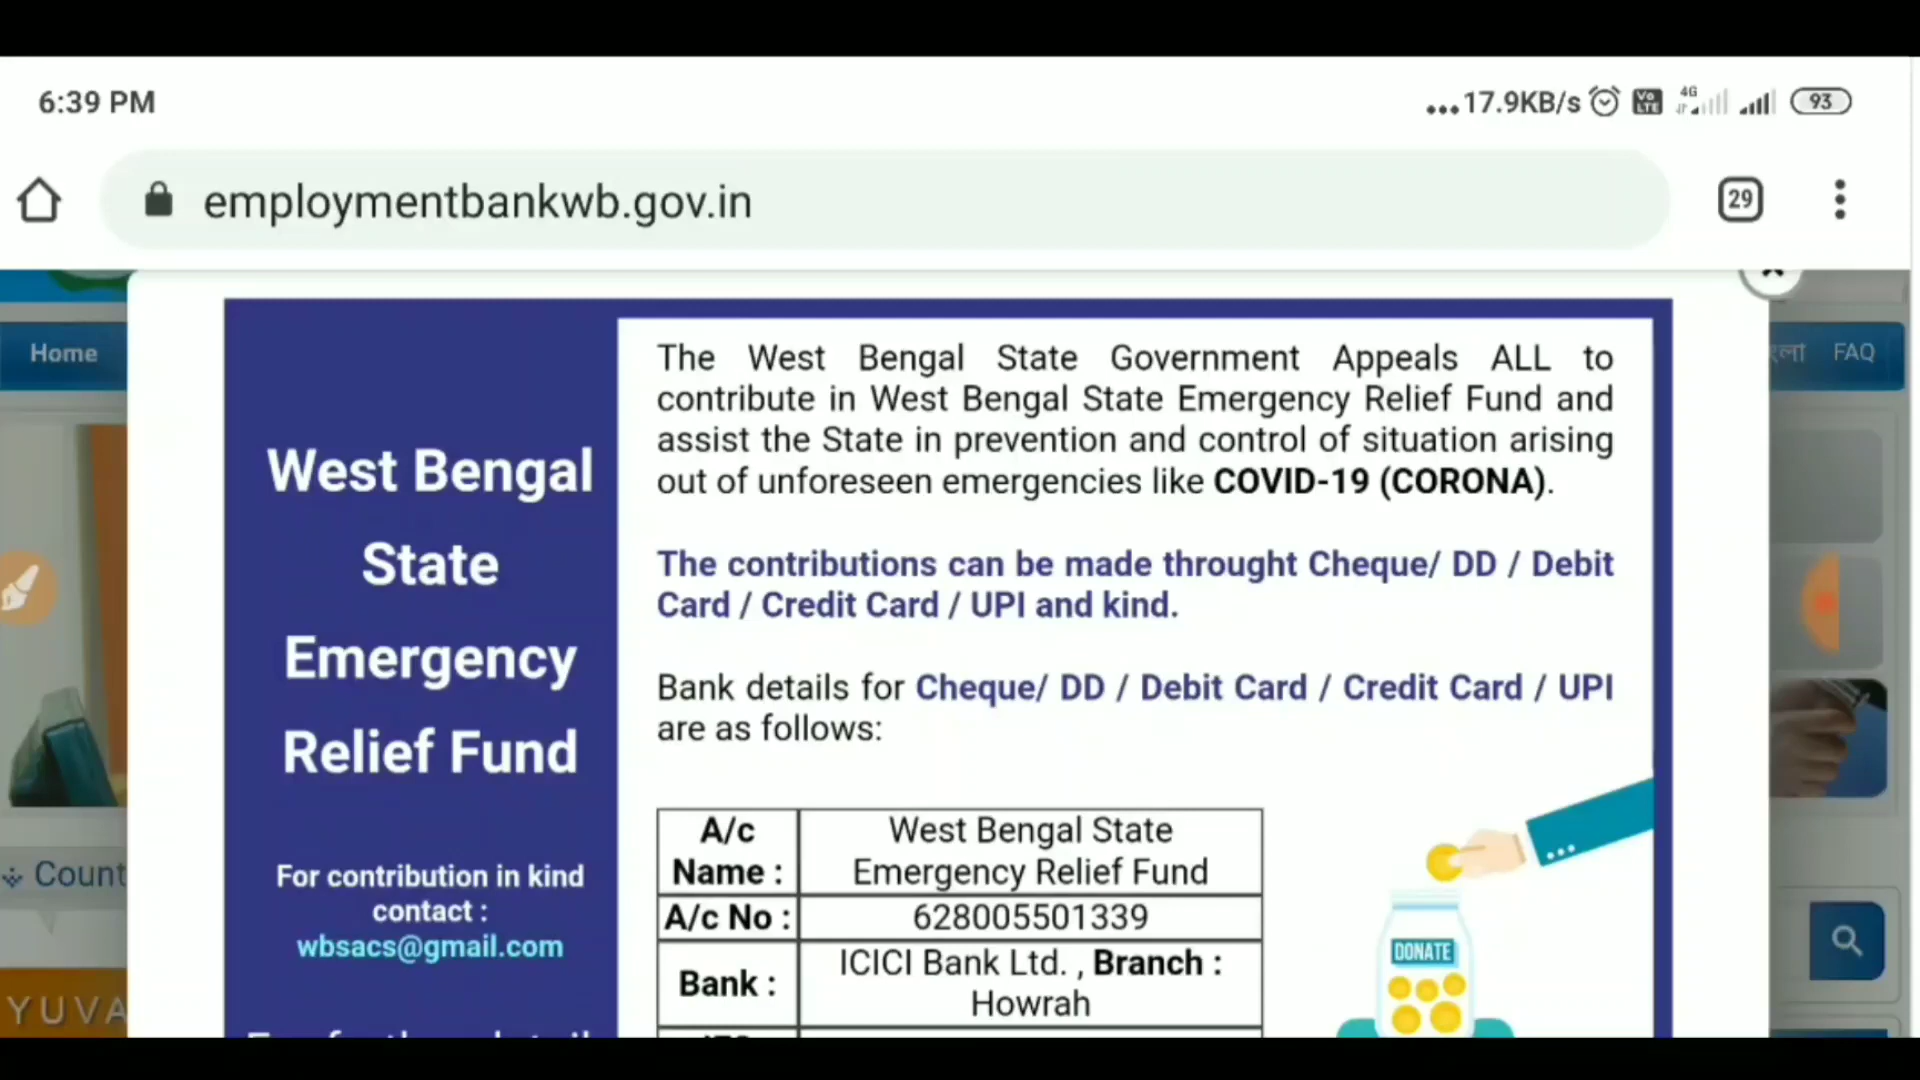 6:39 PM
...17.9KB/s
Vo
LTE
4G
93
employmentbankwb.gov.in
29
Home
FAQ
The West Bengal State Government Appeals ALL to
contribute in West Bengal State Emergency Relief Fund and
assist the State in prevention and control of situation arising
out of unforeseen emergencies like COVID-19 (CORONA).
West Bengal
State
Emergency
Relief Fund
The contributions can be made throught Cheque/ DD / Debit
Card / Credit Card / UPI and kind.
Bank details for Cheque/ DD / Debit Card / Credit Card / UPI
are as follows:
For contribution in kind
contact :
wbsacs@gmail.com
A/c Name : West Bengal State
Emergency Relief Fund
A/c No : 628005501339
Bank : ICICI Bank Ltd. , Branch :
Howrah
DONATE
Count
YUVA